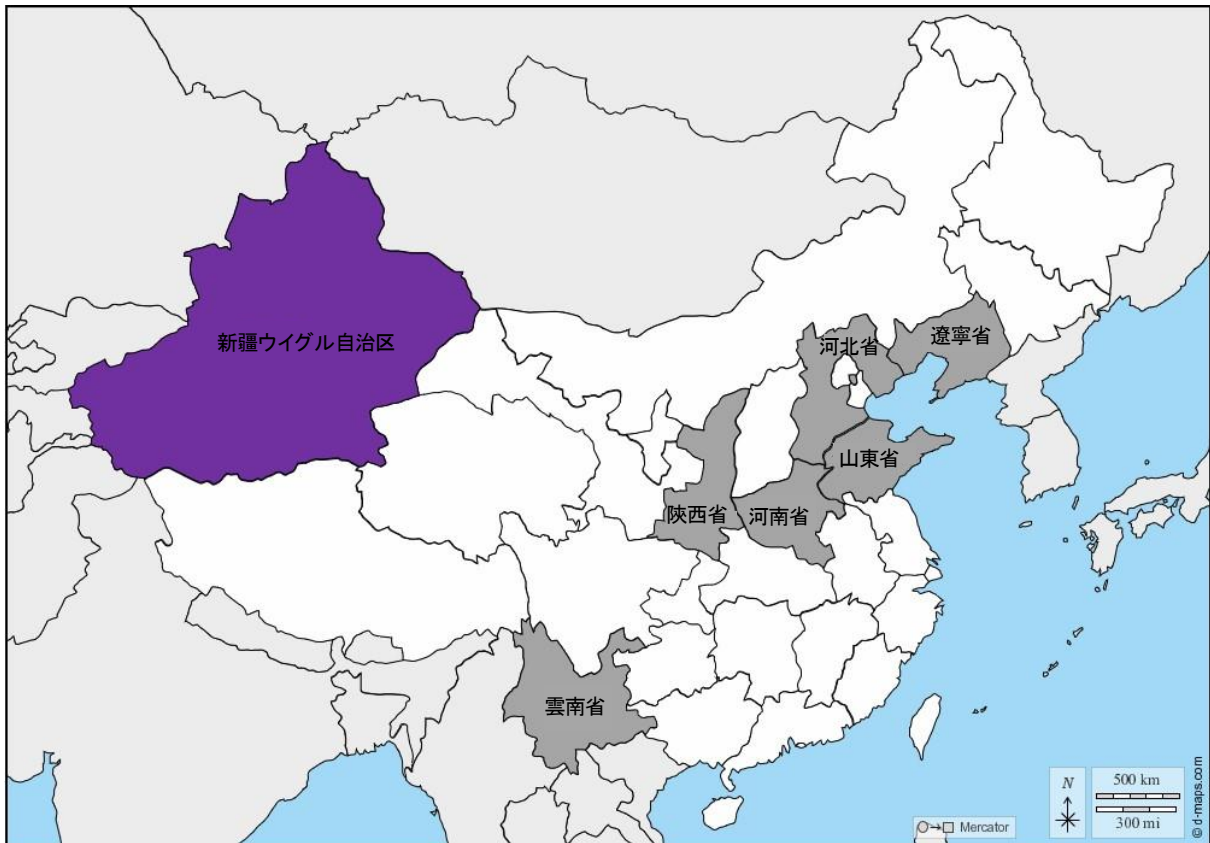 新疆ウイグル自治区
河北省
遼寧省
山東省
陝西省
河南省
雲南省
N
500 km
300 mi
Mercator
© d-maps.com